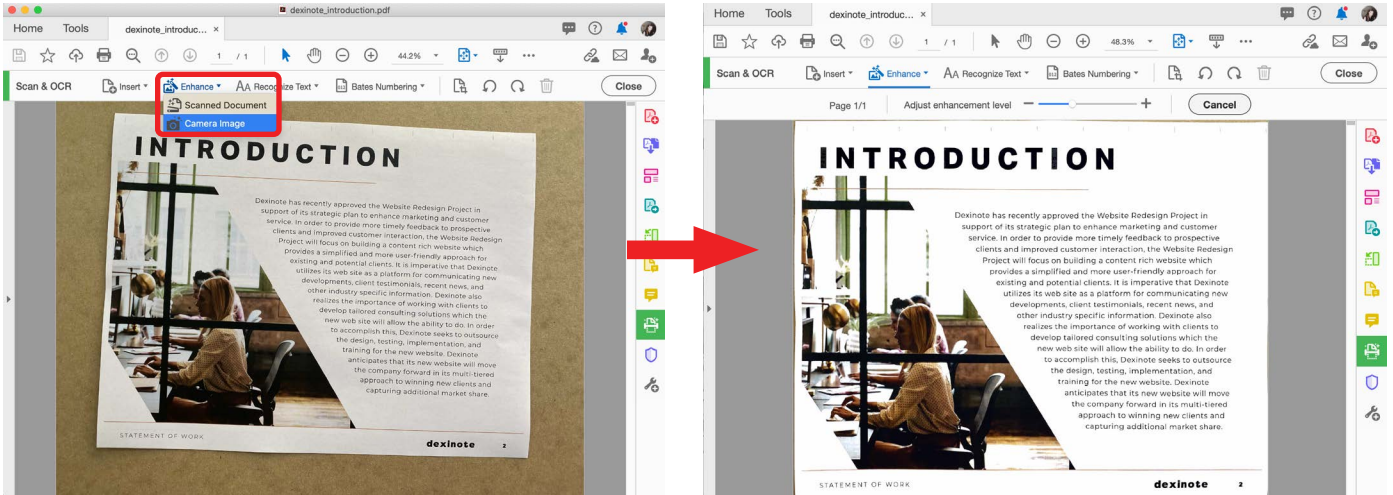 dexinote_introduction.pdf
Home Tools dexinote_introduc... ×
1 / 1 44.2%
Scan & OCR Insert Enhance AA Recognize Text Bates Numbering Close
Scanned Document
Camera Image
INTRODUCTION
Dexinote has recently approved the Website Redesign Project in
support of its strategic plan to enhance marketing and customer
service. In order to provide more timely feedback to prospective
clients and improved customer interaction, the Website Redesign
Project will focus on building a content rich website which
provides a simplified and more user-friendly approach for
existing and potential clients. It is imperative that Dexinote
utilizes its web site as a platform for communicating new
developments, client testimonials, recent news, and
other industry specific information. Dexinote also
realizes the importance of working with clients to
develop tailored consulting solutions which the
new web site will allow the ability to do. In order
to accomplish this, Dexinote seeks to outsource
the design, testing, implementation, and
training for the new website. Dexinote
anticipates that its new website will move
the company forward in its multi-tiered
approach to winning new clients and
capturing additional market share.
STATEMENT OF WORK dexinote 2
Home Tools dexinote_introduc... ×
1 / 1 48.3%
Scan & OCR Insert Enhance AA Recognize Text Bates Numbering Close
Page 1/1 Adjust enhancement level Cancel
INTRODUCTION
Dexinote has recently approved the Website Redesign Project in
support of its strategic plan to enhance marketing and customer
service. In order to provide more timely feedback to prospective
clients and improved customer interaction, the Website Redesign
Project will focus on building a content rich website which
provides a simplified and more user-friendly approach for
existing and potential clients. It is imperative that Dexinote
utilizes its web site as a platform for communicating new
developments, client testimonials, recent news, and
other industry specific information. Dexinote also
realizes the importance of working with clients to
develop tailored consulting solutions which the
new web site will allow the ability to do. In order
to accomplish this, Dexinote seeks to outsource
the design, testing, implementation, and
training for the new website. Dexinote
anticipates that its new website will move
the company forward in its multi-tiered
approach to winning new clients and
capturing additional market share.
STATEMENT OF WORK dexinote 2